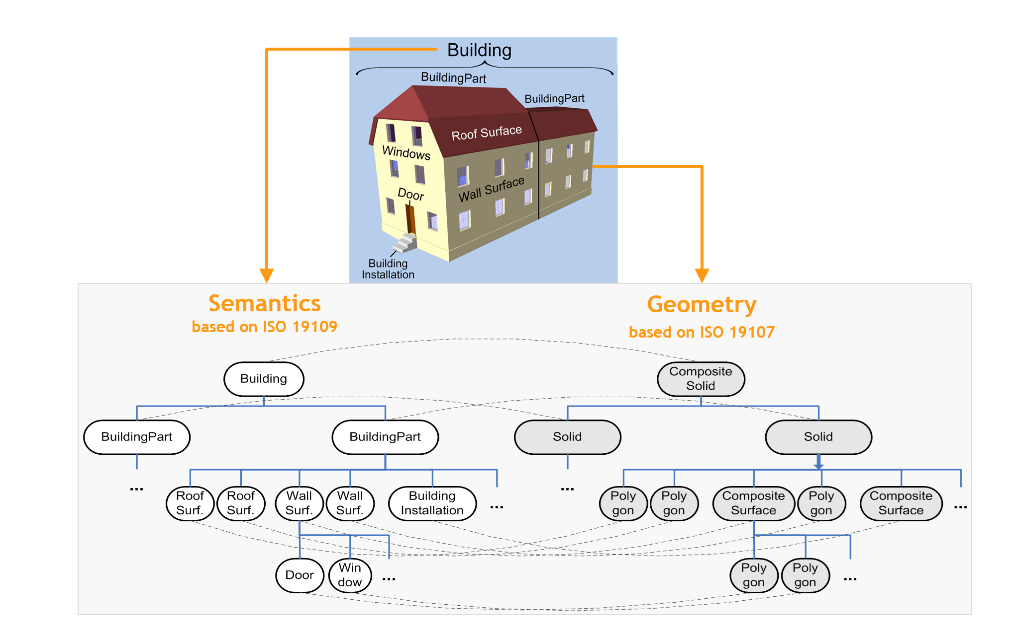 Building
BuildingPart
BuildingPart
Roof Surface
Windows
Wall Surface
Door
Building
Installation
Semantics
based on ISO 19109
Geometry
based on ISO 19107
Building
Composite
Solid
BuildingPart
BuildingPart
Solid
Solid
...
Roof
Surf.
Roof
Surf.
Wall
Surf.
Wall
Surf.
Building
Installation
...
...
Poly
gon
Poly
gon
Composite
Surface
Poly
gon
Composite
Surface
...
Door
Win
dow
...
Poly
gon
Poly
gon
...